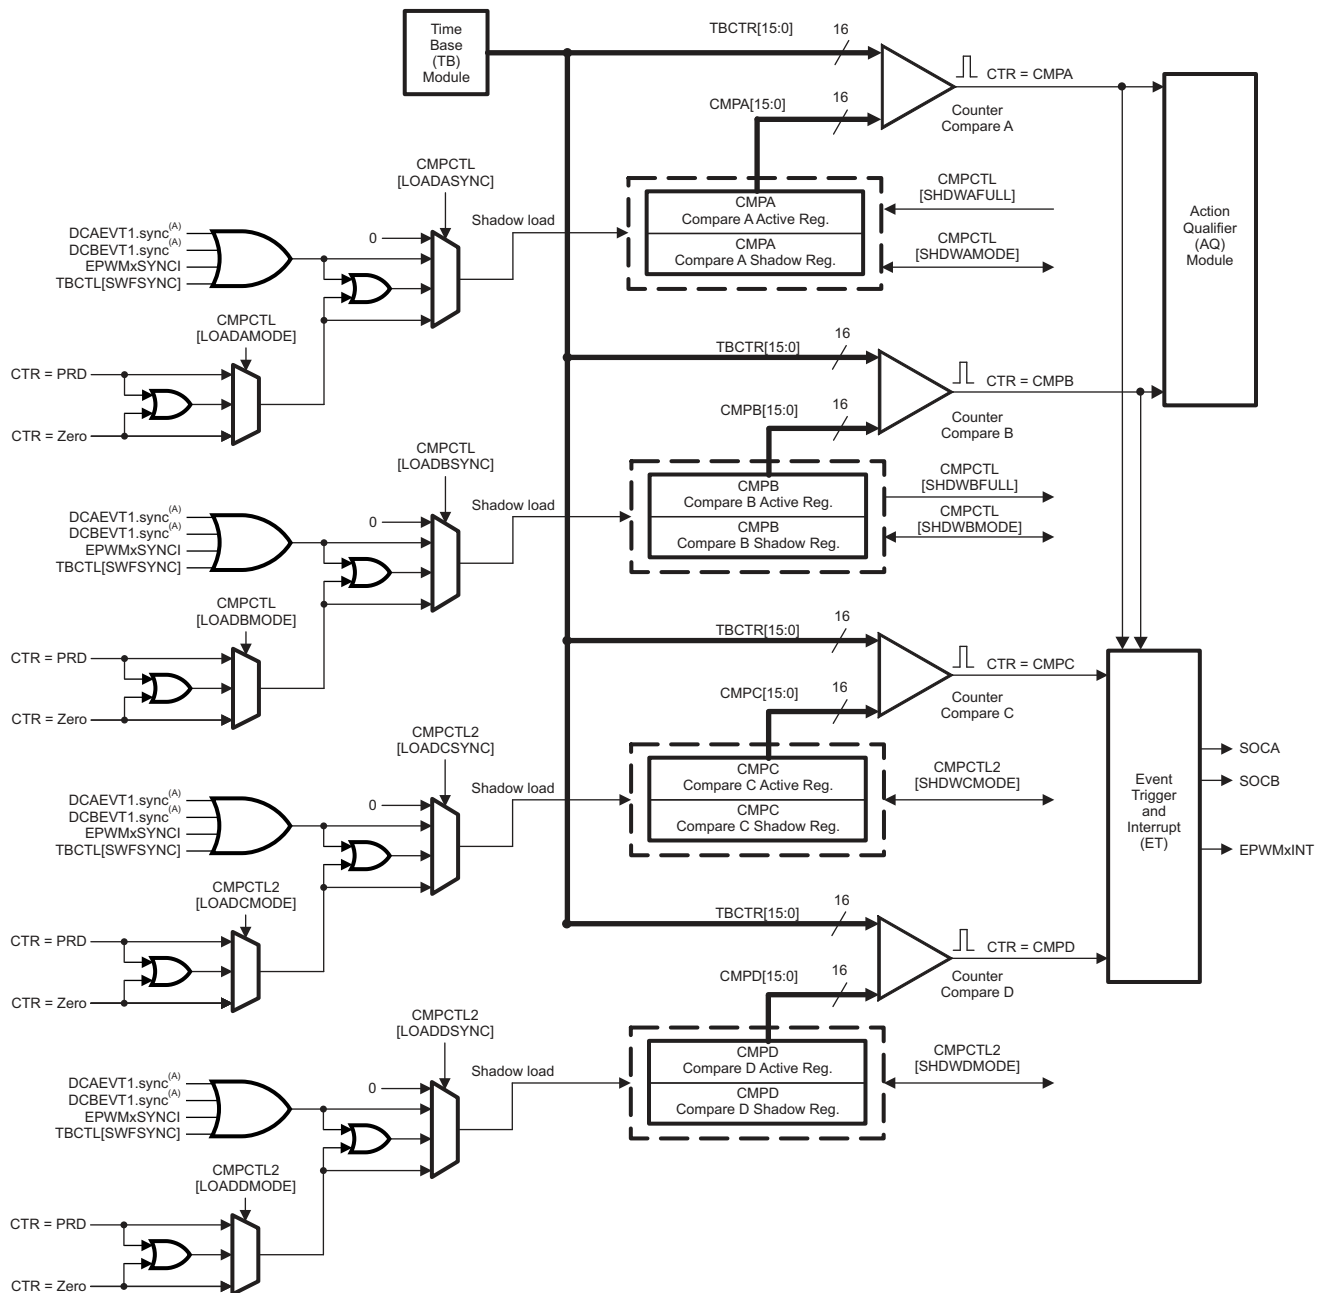 Time
Base
(TB)
Module
TBCTR[15:0]
16
CTR = CMPA
CMPA[15:0]
16
Counter
Compare A
CMPCTL
[LOADASYNC]
Shadow load
0
DCAEVT1.sync(A)
DCBEVT1.sync(A)
EPWMxSYNCI
TBCTL[SWFSYNC]
CMPA
Compare A Active Reg.
CMPA
Compare A Shadow Reg.
CMPCTL
[SHDWAFULL]
CMPCTL
[SHDWAMODE]
Action
Qualifier
(AQ)
Module
CMPCTL
[LOADAMODE]
CTR = PRD
CTR = Zero
TBCTR[15:0]
16
CTR = CMPB
CMPB[15:0]
16
Counter
Compare B
CMPCTL
[LOADBSYNC]
Shadow load
0
DCAEVT1.sync(A)
DCBEVT1.sync(A)
EPWMxSYNCI
TBCTL[SWFSYNC]
CMPB
Compare B Active Reg.
CMPB
Compare B Shadow Reg.
CMPCTL
[SHDWBFULL]
CMPCTL
[SHDWBMODE]
CMPCTL
[LOADBMODE]
CTR = PRD
CTR = Zero
TBCTR[15:0]
16
CTR = CMPC
CMPC[15:0]
16
Counter
Compare C
CMPCTL2
[LOADCSYNC]
Shadow load
0
DCAEVT1.sync(A)
DCBEVT1.sync(A)
EPWMxSYNCI
TBCTL[SWFSYNC]
CMPC
Compare C Active Reg.
CMPC
Compare C Shadow Reg.
CMPCTL2
[SHDWCMODE]
Event
Trigger
and
Interrupt
(ET)
SOCA
SOCB
EPWMxINT
CMPCTL2
[LOADCMODE]
CTR = PRD
CTR = Zero
TBCTR[15:0]
16
CTR = CMPD
CMPD[15:0]
16
Counter
Compare D
CMPCTL2
[LOADDSYNC]
Shadow load
0
DCAEVT1.sync(A)
DCBEVT1.sync(A)
EPWMxSYNCI
TBCTL[SWFSYNC]
CMPD
Compare D Active Reg.
CMPD
Compare D Shadow Reg.
CMPCTL2
[SHDWDMODE]
CMPCTL2
[LOADDMODE]
CTR = PRD
CTR = Zero